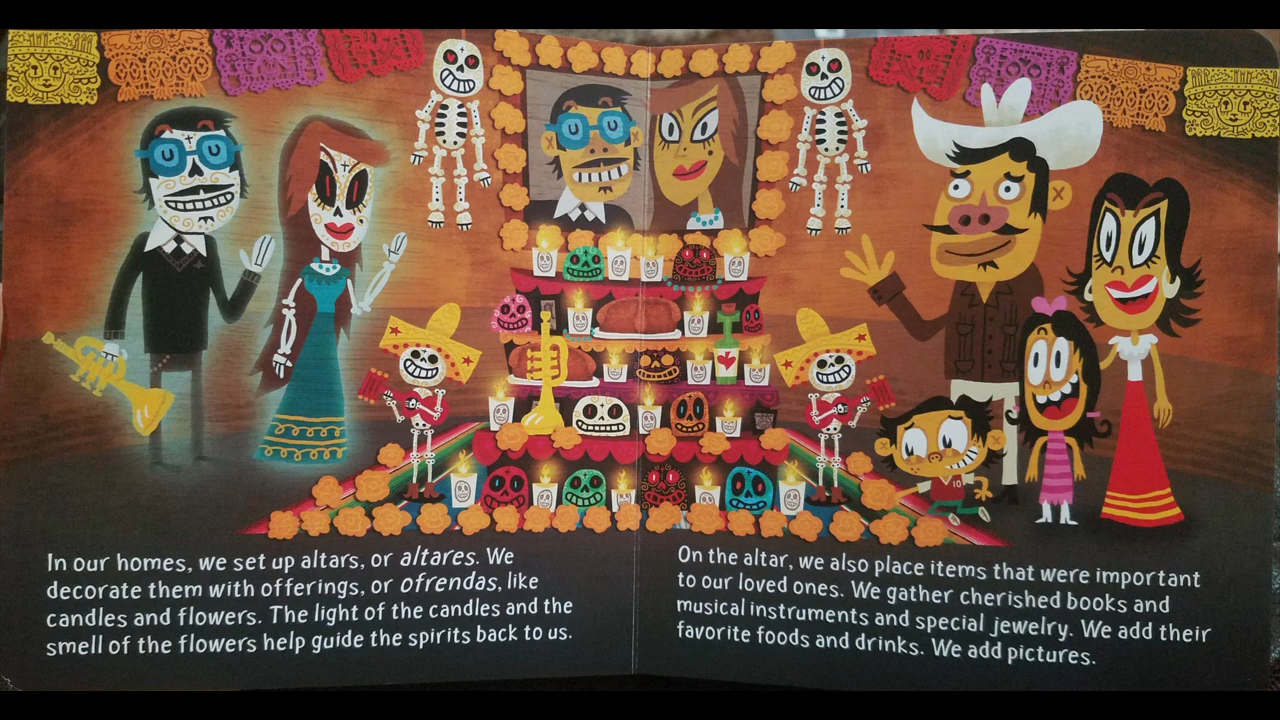 In our homes, we set up altars, or altares. We
decorate them with offerings, or ofrendas, like
candles and flowers. The light of the candles and the
smell of the flowers help guide the spirits back to us.
On the altar, we also place items that were important
to our loved ones. We gather cherished books and
musical instruments and special jewelry. We add their
favorite foods and drinks. We add pictures.
10